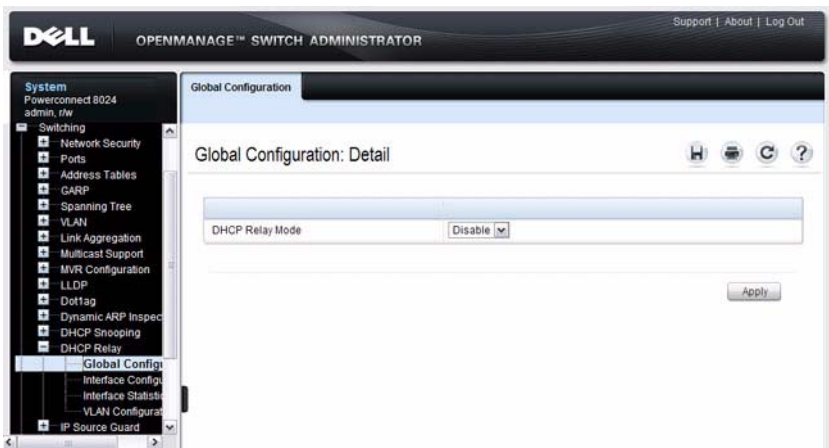 Support | About | Log Out
DELL
OPENMANAGE™ SWITCH ADMINISTRATOR
System
Powerconnect 8024
admin, r/w
Switching
Network Security
Ports
Address Tables
GARP
Spanning Tree
VLAN
Link Aggregation
Multicast Support
MVR Configuration
LLDP
Dot1ag
Dynamic ARP Inspec
DHCP Snooping
DHCP Relay
Global Configu
Interface Configu
Interface Statistic
VLAN Configurat
IP Source Guard
Global Configuration
Global Configuration: Detail
?
DHCP Relay Mode
Disable
Apply